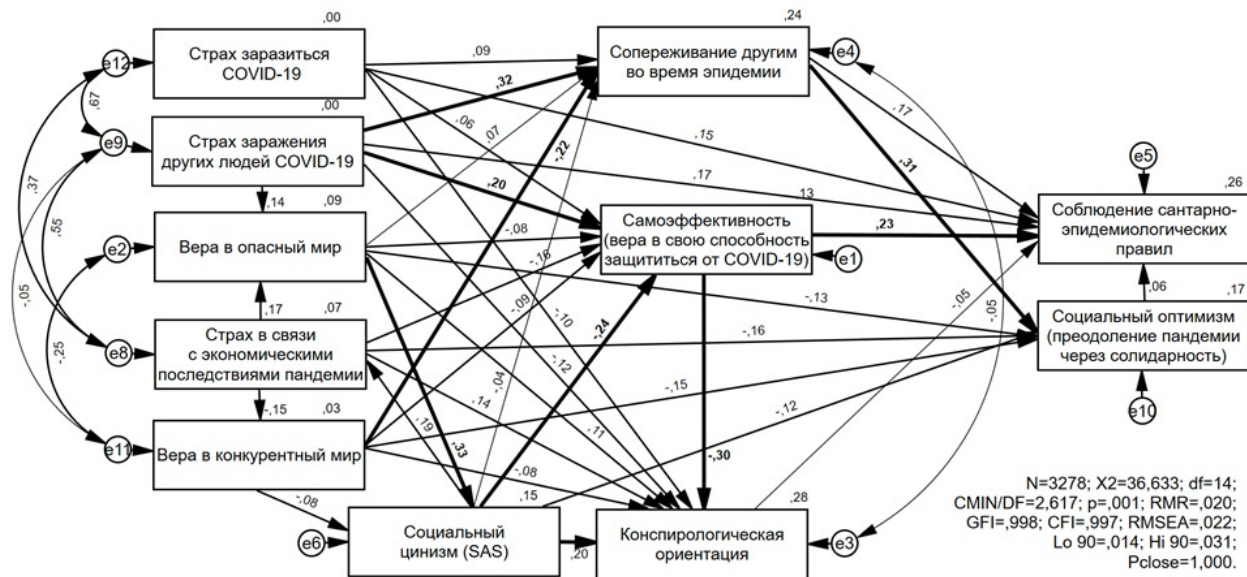 ,00
,24
e12
Страх заразиться
COVID-19
,09
Сопереживание другим
во время эпидемии
e4
,67
,00
,32
,06
,07
,17
,15
e9
Страх заражения
других людей COVID-19
-,22
,31
e5
,37
,55
,20
,17
,13
,26
,14
,09
Самоэффективность
(вера в свою способность
защититься от COVID-19)
,23
Соблюдение сантарно-
эпидемиологических
правил
e2
Вера в опасный мир
-,08
e1
-,16
-,05
-,09
-,10
-,13
-,05
-,05
,06
,17
,17
,07
-,25
-,24
-,12
-,16
Социальный оптимизм
(преодоление пандемии
через солидарность)
e8
Страх в связи
с экономическими
последствиями пандемии
-,04
-,15
,03
,19
,14
,11
-,15
-,12
e10
e11
Вера в конкурентный мир
,33
-,08
-,30
-,08
,15
,28
e6
Социальный
цинизм (SAS)
,20
Конспирологическая
ориентация
e3
N=3278; X2=36,633; df=14;
CMIN/DF=2,617; p=,001; RMR=,020;
GFI=,998; CFI=,997; RMSEA=,022;
Lo 90=,014; Hi 90=,031;
Pclose=1,000.